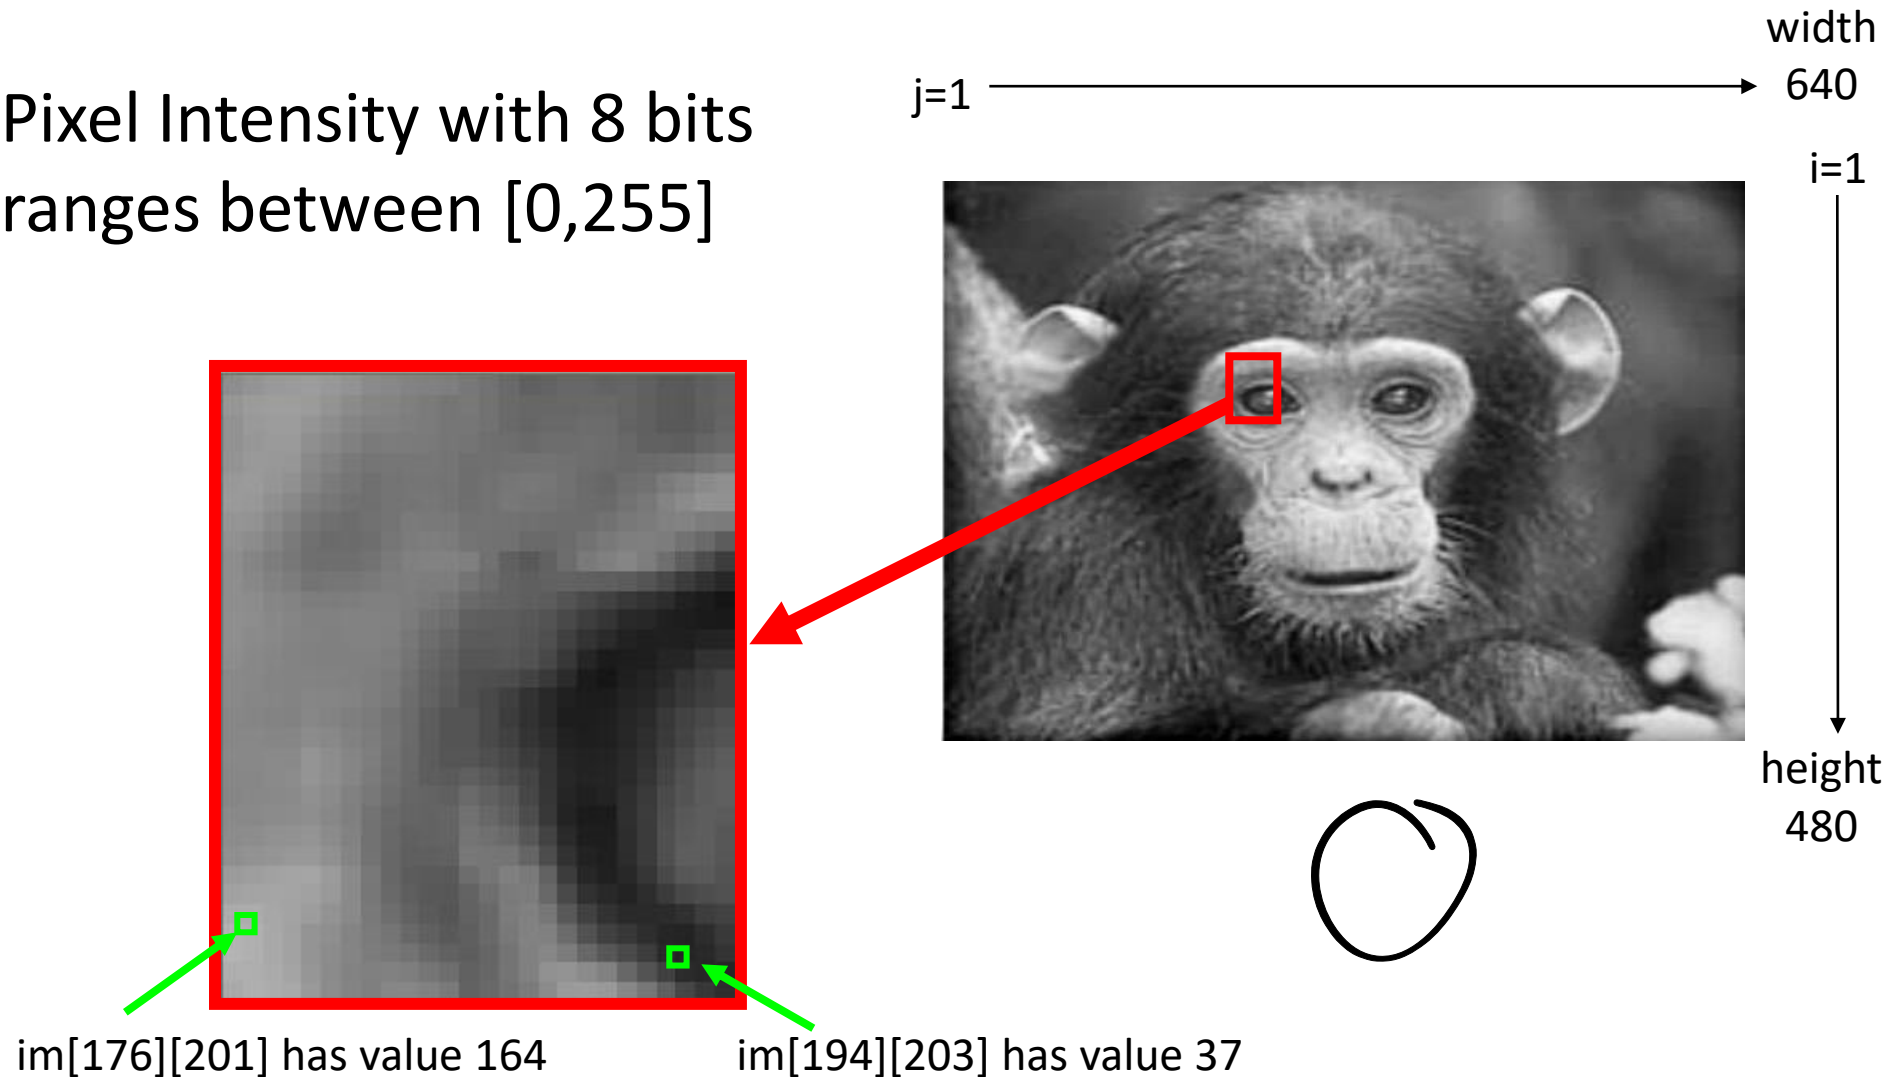 Pixel Intensity with 8 bits
ranges between [0,255]
j=1
width
640
i=1
height
480
im[176][201] has value 164
im[194][203] has value 37